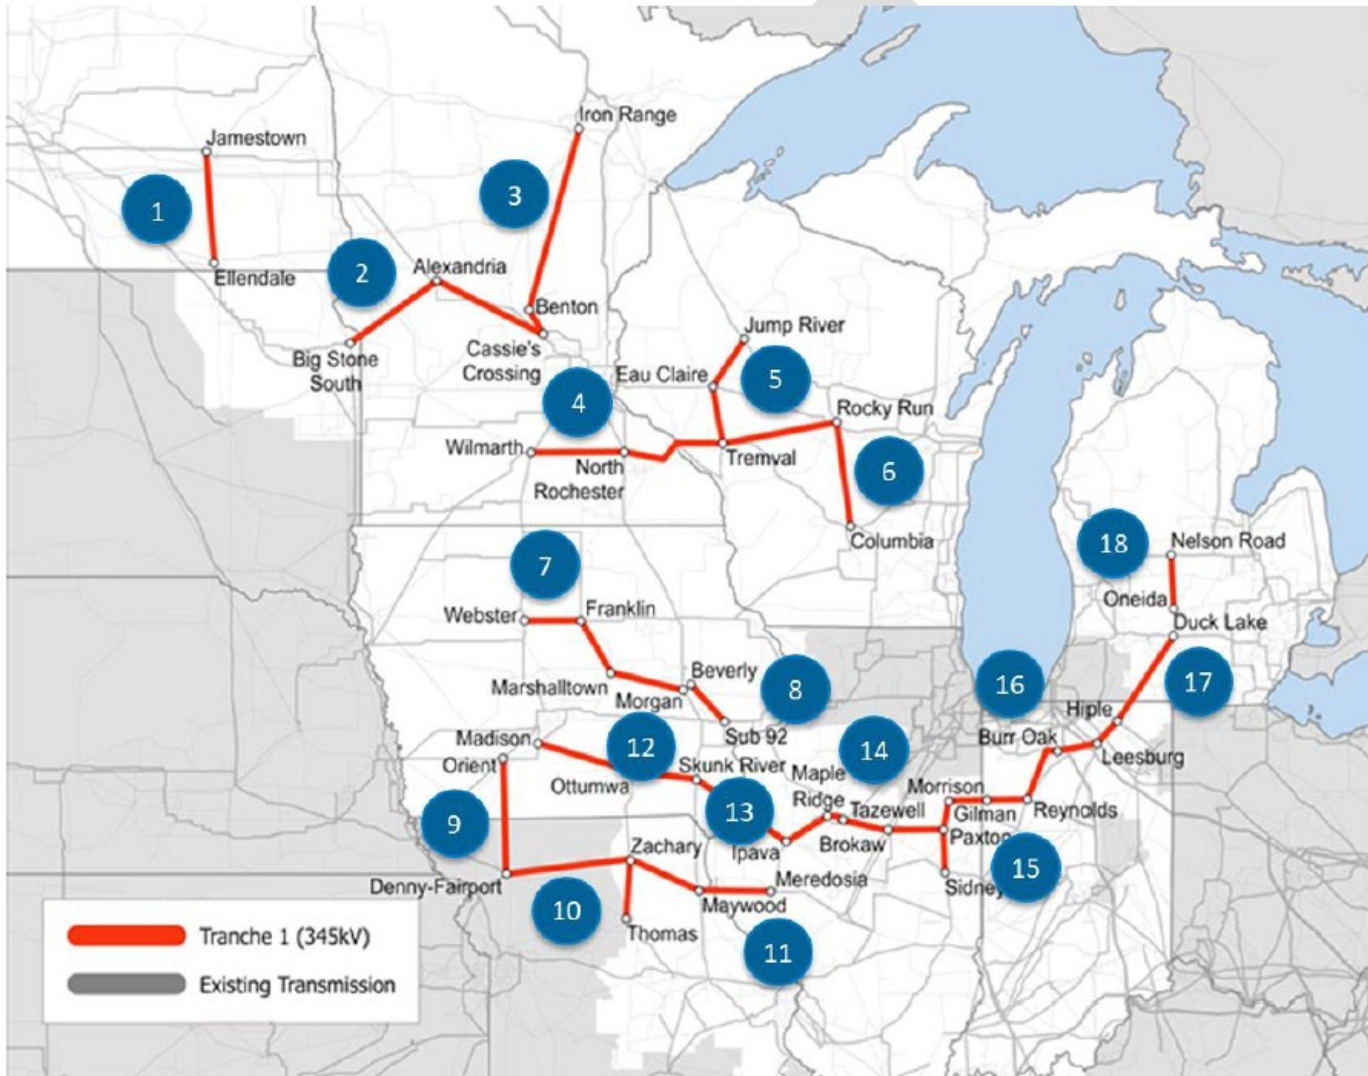 Iron Range
Jamestown
1
3
Ellendale
2
Alexandria
Benton
Big Stone
South
Cassie's
Crossing
Jump River
Eau Claire
5
4
Rocky Run
Wilmarth
North
Rochester
Tremval
6
Columbia
7
18
Nelson Road
Webster
Franklin
Oneida
Duck Lake
Marshalltown
Beverly
Morgan
8
16
17
Sub 92
Hiple
Burr Oak
Leesburg
Madison
Orient
12
Ottumwa
Skunk River
14
Maple
Ridge
Tazewell
Morrison
Gilman
Reynolds
9
13
Ipava
Brokaw
Paxton
15
Sidney
Zachary
Denny-Fairport
Meredosia
Maywood
10
Thomas
11
Tranche 1 (345kV)
Existing Transmission